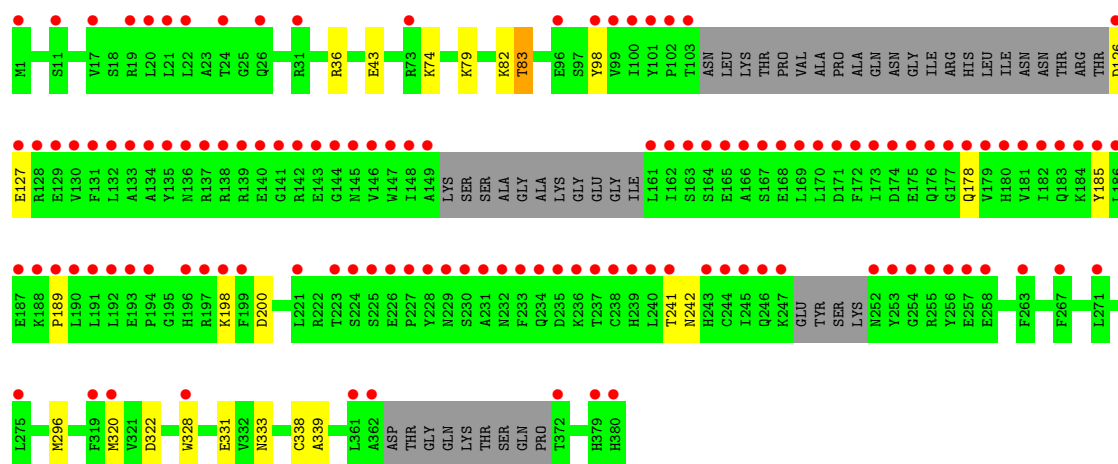 M1 S11 V17 S18 R19 L20 L21 L22 A23 T24 G25 Q26 R31 R36 E43 R73 K74 K79 K82 T83 E96 S97 Y98 V99 I100 Y101 P102 T103 ASN LEU LYS THR PRO VAL ALA PRO ALA GLN ASN GLY ILE ARG HIS LEU ILE ASN ASN THR ARG THR D126
E127 R128 E129 V130 F131 L132 A133 A134 Y135 N136 R137 R138 R139 E140 G141 R142 E143 G144 N145 V146 W147 I148 A149 LYS SER SER ALA GLY ALA LYS GLY GLU GLY ILE L161 I162 S163 S164 E165 A166 S167 E168 L169 L170 D171 F172 I173 D174 E175 Q176 G177 Q178 V179 H180 V181 I182 Q183 K184 Y185 L186
E187 K188 P189 L190 L191 L192 E193 P194 G195 H196 R197 K198 F199 D200 L221 R222 T223 S224 S225 E226 P227 Y228 N229 S230 A231 N232 F233 Q234 D235 K236 T237 C238 H239 L240 T241 N242 H243 C244 I245 Q246 K247 GLU TYR SER LYS N252 Y253 G254 R255 Y256 E257 E258 F263 F267 L271
L275 M296 F319 M320 V321 D322 W328 E331 V332 N333 C338 A339 L361 A362 ASP THR GLY GLN LYS THR SER GLN PRO T372 H379 H380